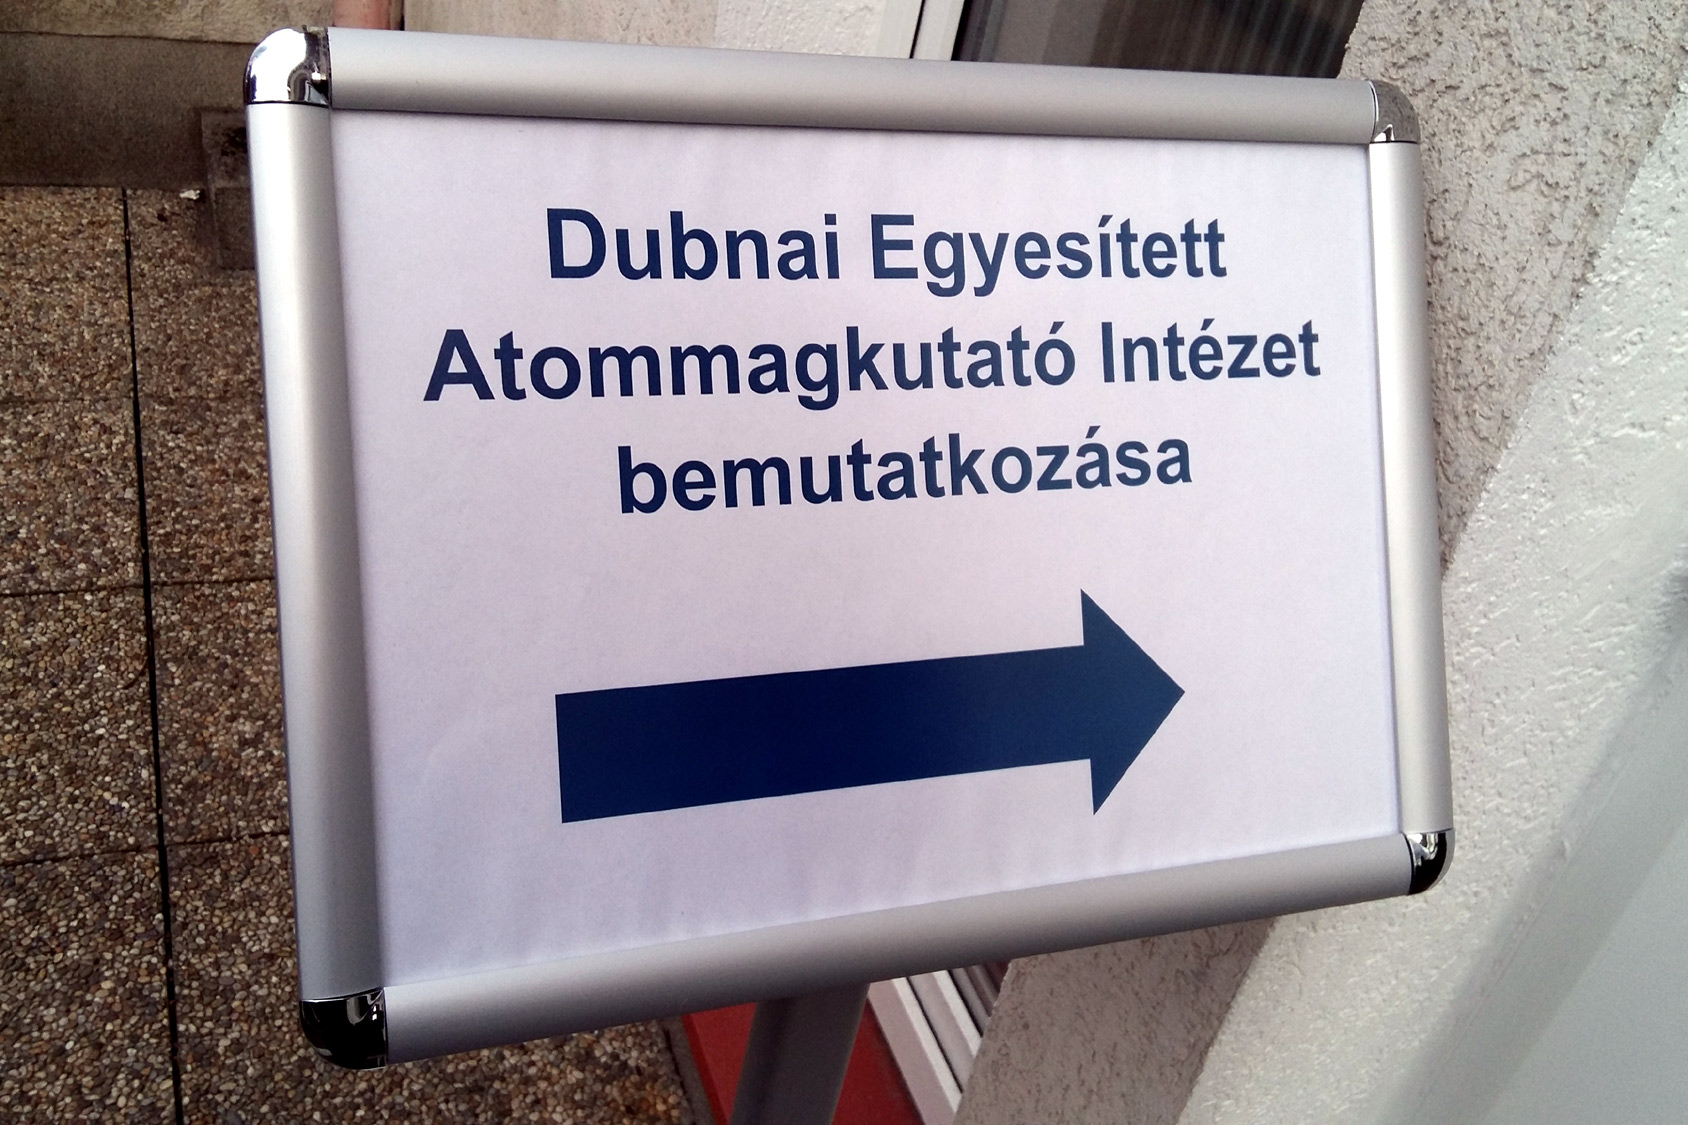 Dubnai Egyesített
Atommagkutató Intézet
bemutatkozása